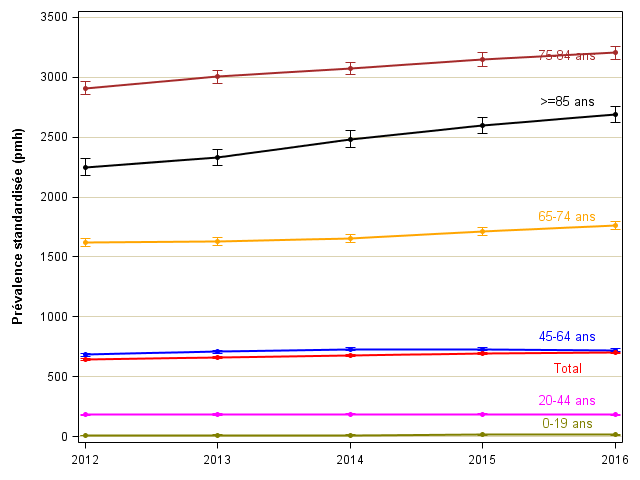 Prévalence standardisée (pmh)
3500
3000
2500
2000
1500
1000
500
0
75-84 ans
>=85 ans
65-74 ans
45-64 ans
Total
20-44 ans
0-19 ans
2012 2013 2014 2015 2016